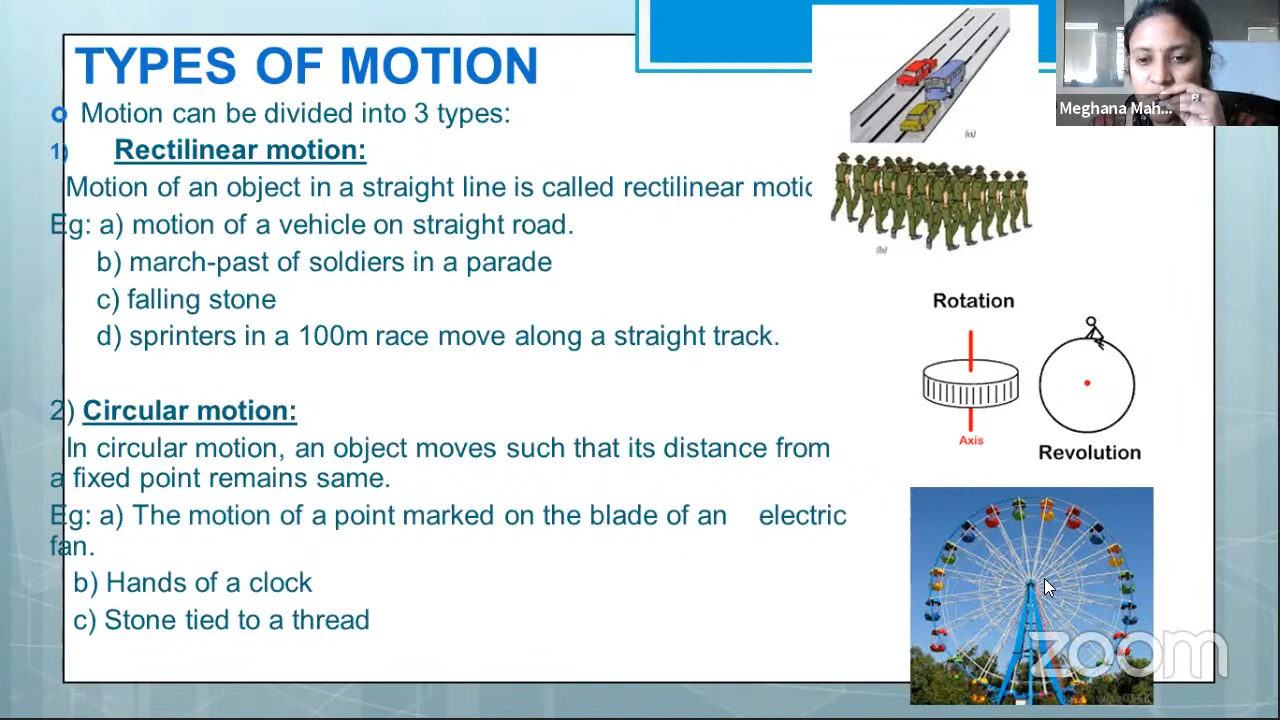 TYPES OF MOTION
Motion can be divided into 3 types:
1) Rectilinear motion:
Motion of an object in a straight line is called rectilinear
Eg: a) motion of a vehicle on straight road.
b) march-past of soldiers in a parade
c) falling stone
d) sprinters in a 100m race move along a straight track.
2) Circular motion:
In circular motion, an object moves such that its distance from
a fixed point remains same.
Eg: a) The motion of a point marked on the blade of an electric
fan.
b) Hands of a clock
c) Stone tied to a thread
(a)
(b)
Rotation
Axis
Revolution
Meghana Mah...
zoom